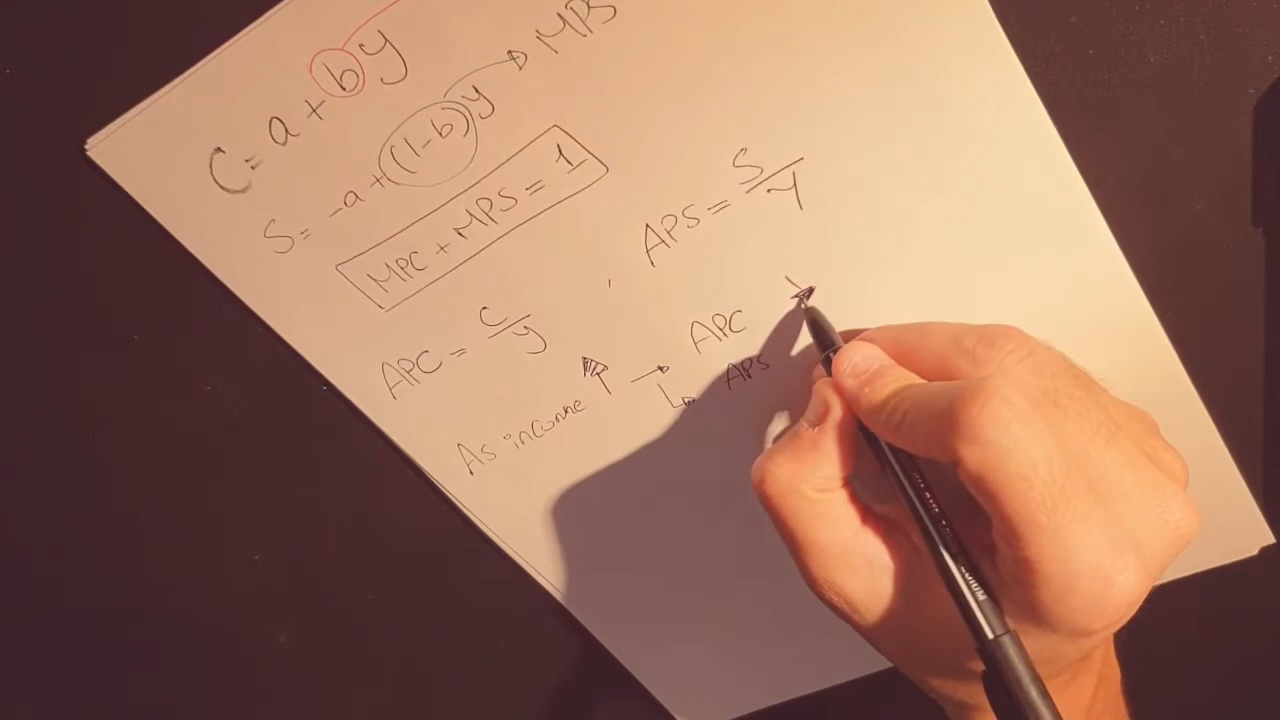 C = a + by
S = -a + (1-b)y → MPS
MPC + MPS = 1
APC = C/y , APS = S/Y
As income ↑ → APC
↳ APS